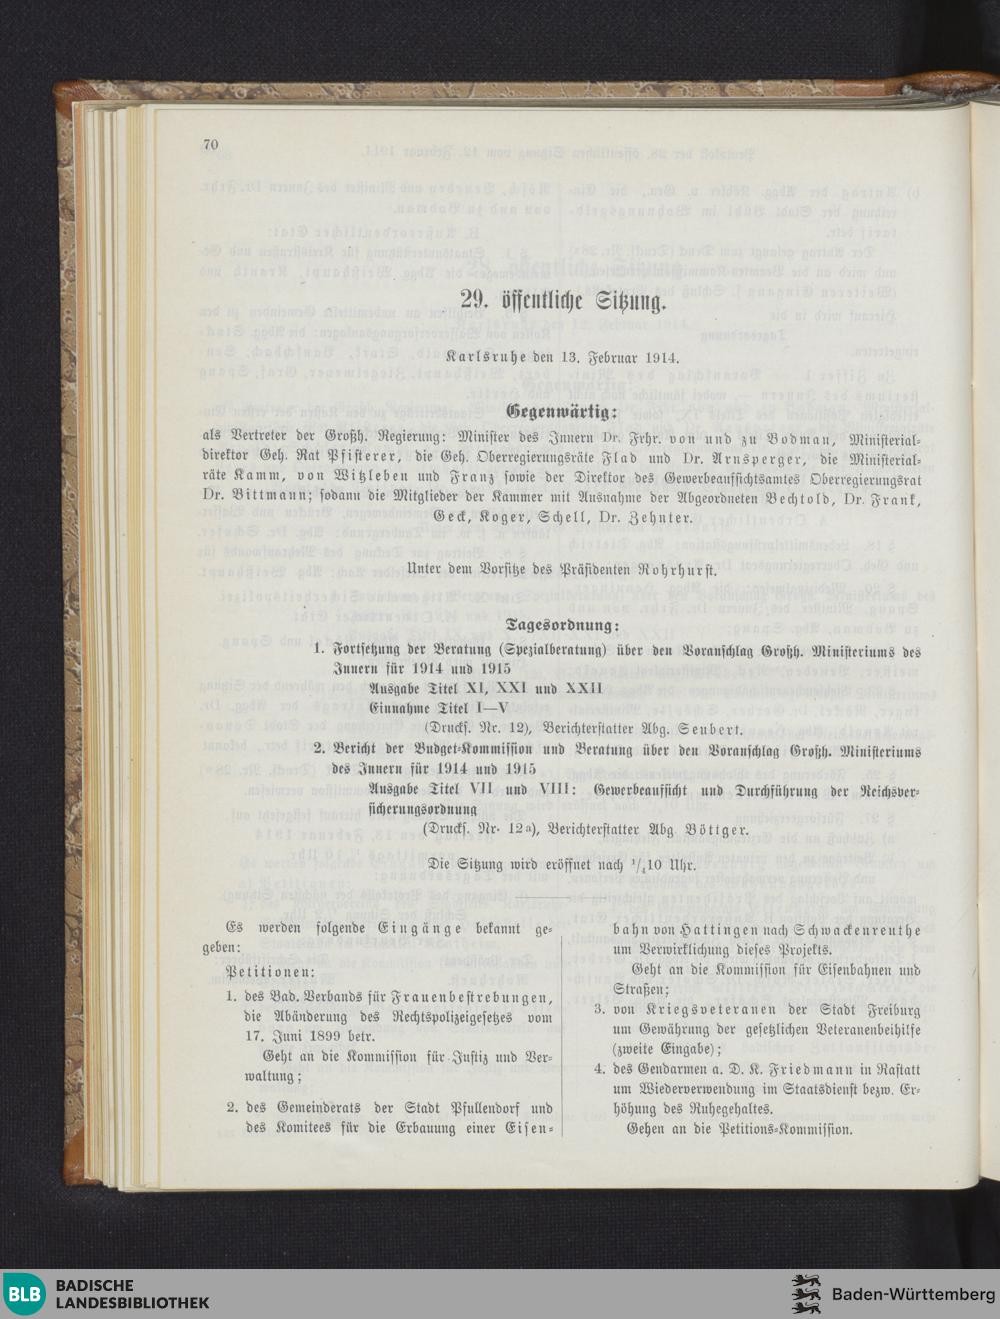 70
29. öffentliche Sitzung.
Karlsruhe den 13. Februar 1914.
Gegenwärtig:
als Vertreter der Großh. Regierung: Minister des Innern Dr. Frhr. von und zu Bodman, Ministerial-
direktor Geh. Rat Pfisterer, die Geh. Oberregierungsräte Flad und Dr. Arnsperger, die Ministerial-
räte Kamm, von Witzleben und Franz sowie der Direktor des Gewerbeaufsichtsamtes Oberregierungsrat
Dr. Bittmann; sodann die Mitglieder der Kammer mit Ausnahme der Abgeordneten Bechtold, Dr. Frank,
Geck, Koger, Schell, Dr. Zehnter.
Unter dem Vorsitze des Präsidenten Rohrhurst.
Tagesordnung:
1. Fortsetzung der Beratung (Spezialberatung) über den Voranschlag Großh. Ministeriums des
Innern für 1914 und 1915
Ausgabe Titel XI, XXI und XXII
Einnahme Titel I—V
(Drucks. Nr. 12), Berichterstatter Abg. Seubert.
2. Bericht der Budget-Kommission und Beratung über den Voranschlag Großh. Ministeriums
des Innern für 1914 und 1915
Ausgabe Titel VII und VIII: Gewerbeaufsicht und Durchführung der Reichsver-
sicherungsordnung
(Drucks. Nr. 12a), Berichterstatter Abg Böttger.
Die Sitzung wird eröffnet nach 1/4 10 Uhr.
Es werden folgende Eingänge bekannt ge-
geben:
Petitionen:
1. des Bad. Verbands für Frauenbestrebungen,
die Abänderung des Rechtspolizeigesetzes vom
17. Juni 1899 betr.
Geht an die Kommission für Justiz und Ver-
waltung;
2. des Gemeinderats der Stadt Pfullendorf und
des Komitees für die Erbauung einer Eisen-
bahn von Hattingen nach Schwackenreuthe
um Verwirklichung dieses Projekts.
Geht an die Kommission für Eisenbahnen und
Straßen;
3. von Kriegsveteranen der Stadt Freiburg
um Gewährung der gesetzlichen Veteranenbeihilfe
(zweite Eingabe);
4. des Gendarmen a. D. K. Friedmann in Rastatt
um Wiederverwendung im Staatsdienst bezw. Er-
höhung des Ruhegehaltes.
Gehen an die Petitions-Kommission.
BLB
BADISCHE
LANDESBIBLIOTHEK
Baden-Württemberg